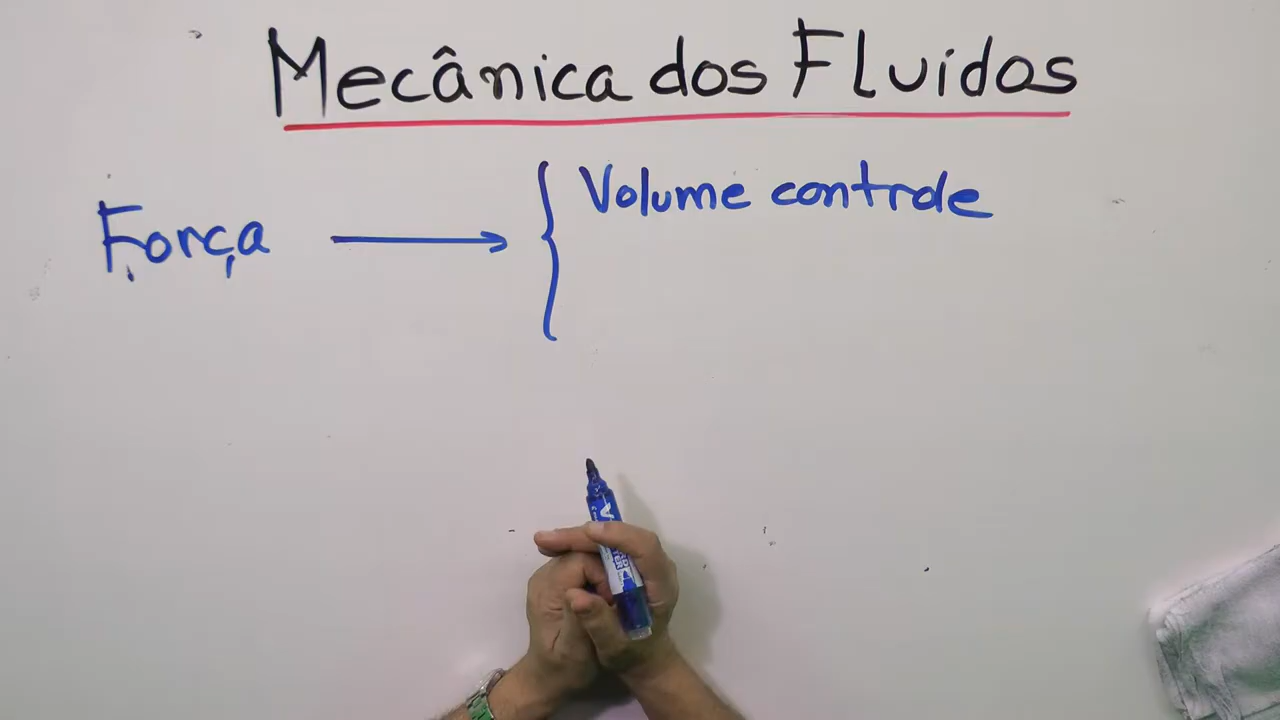 Mecânica dos Fluidos
Força → { Volume controle